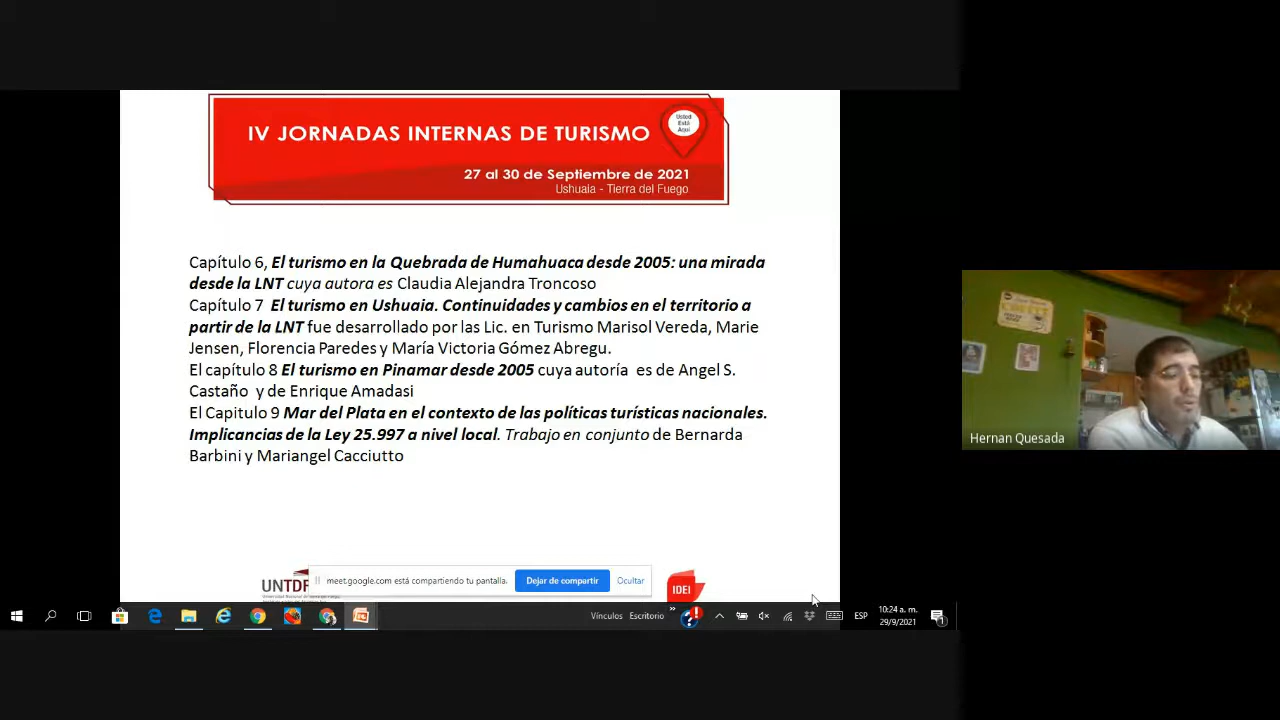 IV JORNADAS INTERNAS DE TURISMO
Usted
Está
Aquí
27 al 30 de Septiembre de 2021
Ushuaia - Tierra del Fuego
Capítulo 6, El turismo en la Quebrada de Humahuaca desde 2005: una mirada
desde la LNT cuya autora es Claudia Alejandra Troncoso
Capítulo 7 El turismo en Ushuaia. Continuidades y cambios en el territorio a
partir de la LNT fue desarrollado por las Lic. en Turismo Marisol Vereda, Marie
Jensen, Florencia Paredes y María Victoria Gómez Abregu.
El capítulo 8 El turismo en Pinamar desde 2005 cuya autoría es de Angel S.
Castaño y de Enrique Amadasi
El Capitulo 9 Mar del Plata en el contexto de las políticas turísticas nacionales.
Implicancias de la Ley 25.997 a nivel local. Trabajo en conjunto de Bernarda
Barbini y Mariangel Cacciutto
Hernan Quesada
UNTDF
meet.google.com está compartiendo tu pantalla.
Dejar de compartir
Ocultar
IDEI
Vínculos
Escritorio
ESP
10:24 a. m.
29/9/2021
1